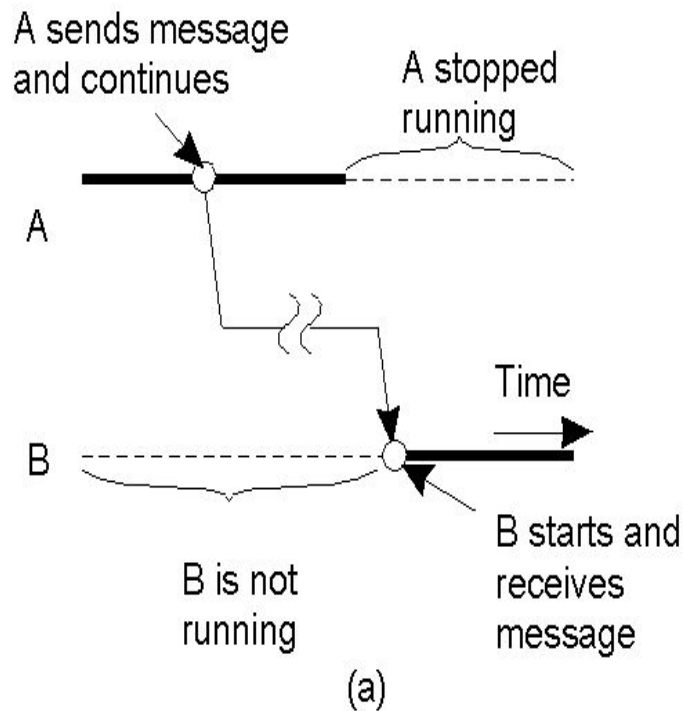 A sends message
and continues
A stopped
running
A
Time
B
B starts and
receives
message
B is not
running
(a)